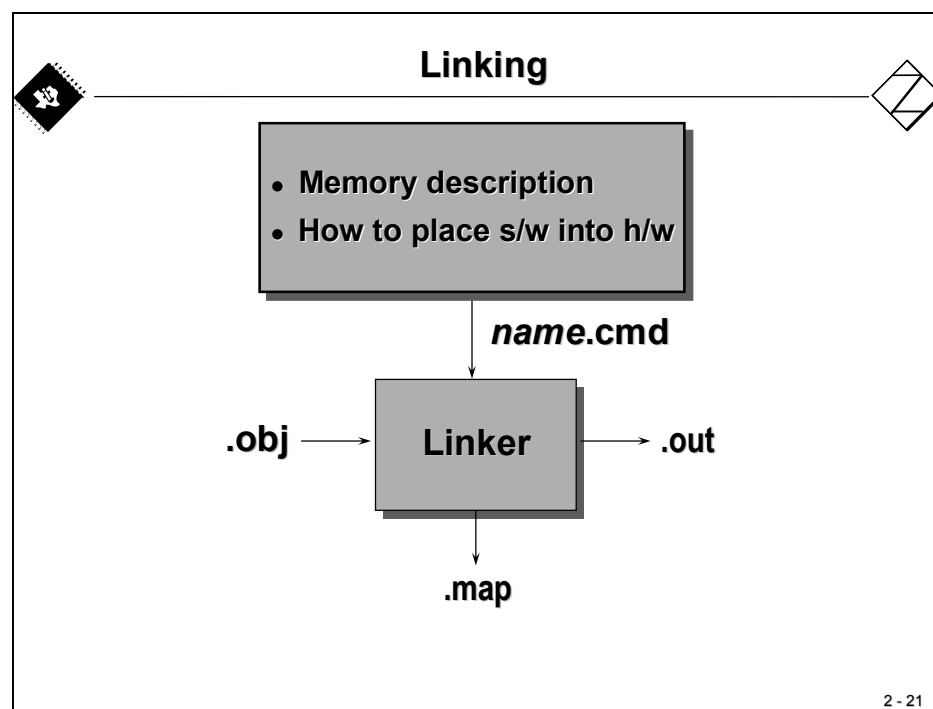 Linking
• Memory description
• How to place s/w into h/w
name.cmd
.obj
Linker
.out
.map
2 - 21